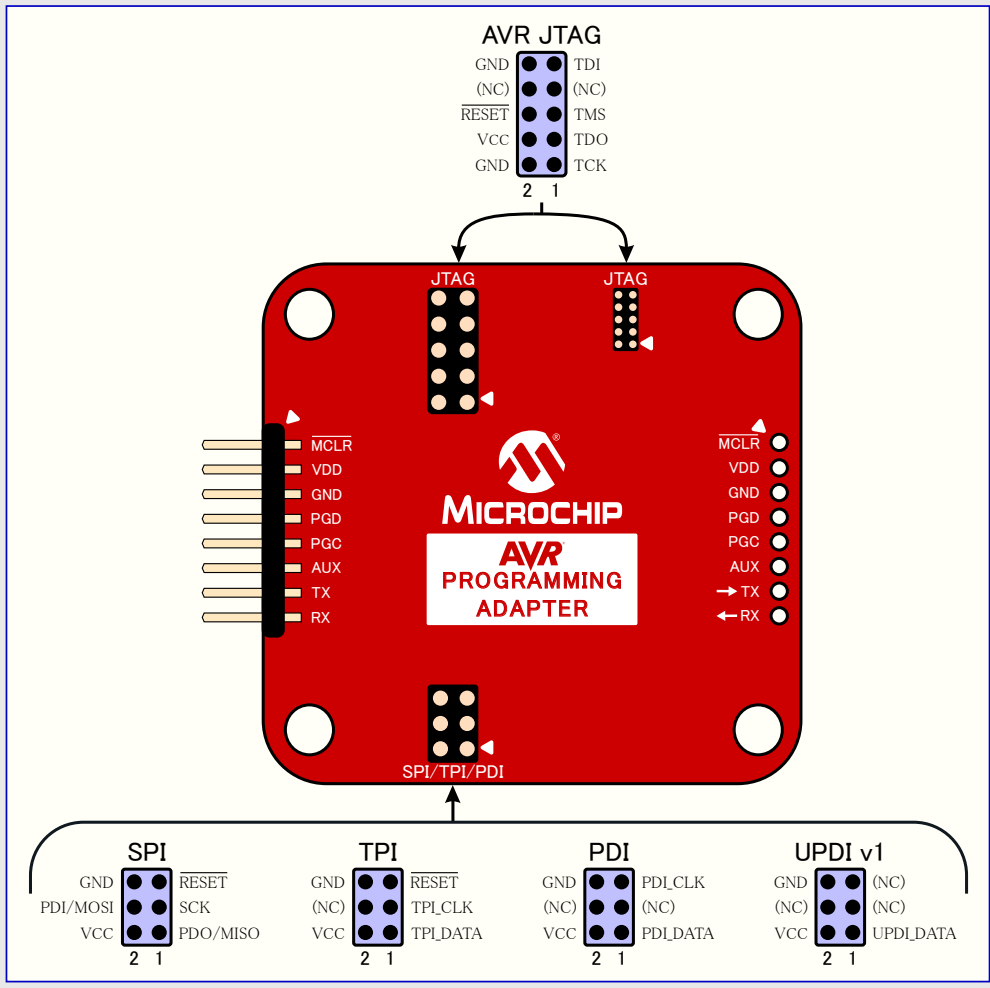 AVR JTAG
GND TDI
(NC) (NC)
RESET TMS
VCC TDO
GND TCK
2 1
JTAG JTAG
MCLR MCLR
VDD VDD
GND GND
PGD PGD
PGC PGC
AUX AUX
TX → TX
RX ← RX
MICROCHIP ®
AVR
PROGRAMMING
ADAPTER
SPI/TPI/PDI
SPI TPI PDI UPDI v1
GND RESET GND RESET GND PDI_CLK GND (NC)
PDI/MOSI SCK (NC) TPI_CLK (NC) (NC) (NC) (NC)
VCC PDO/MISO VCC TPI_DATA VCC PDI_DATA VCC UPDI_DATA
2 1 2 1 2 1 2 1